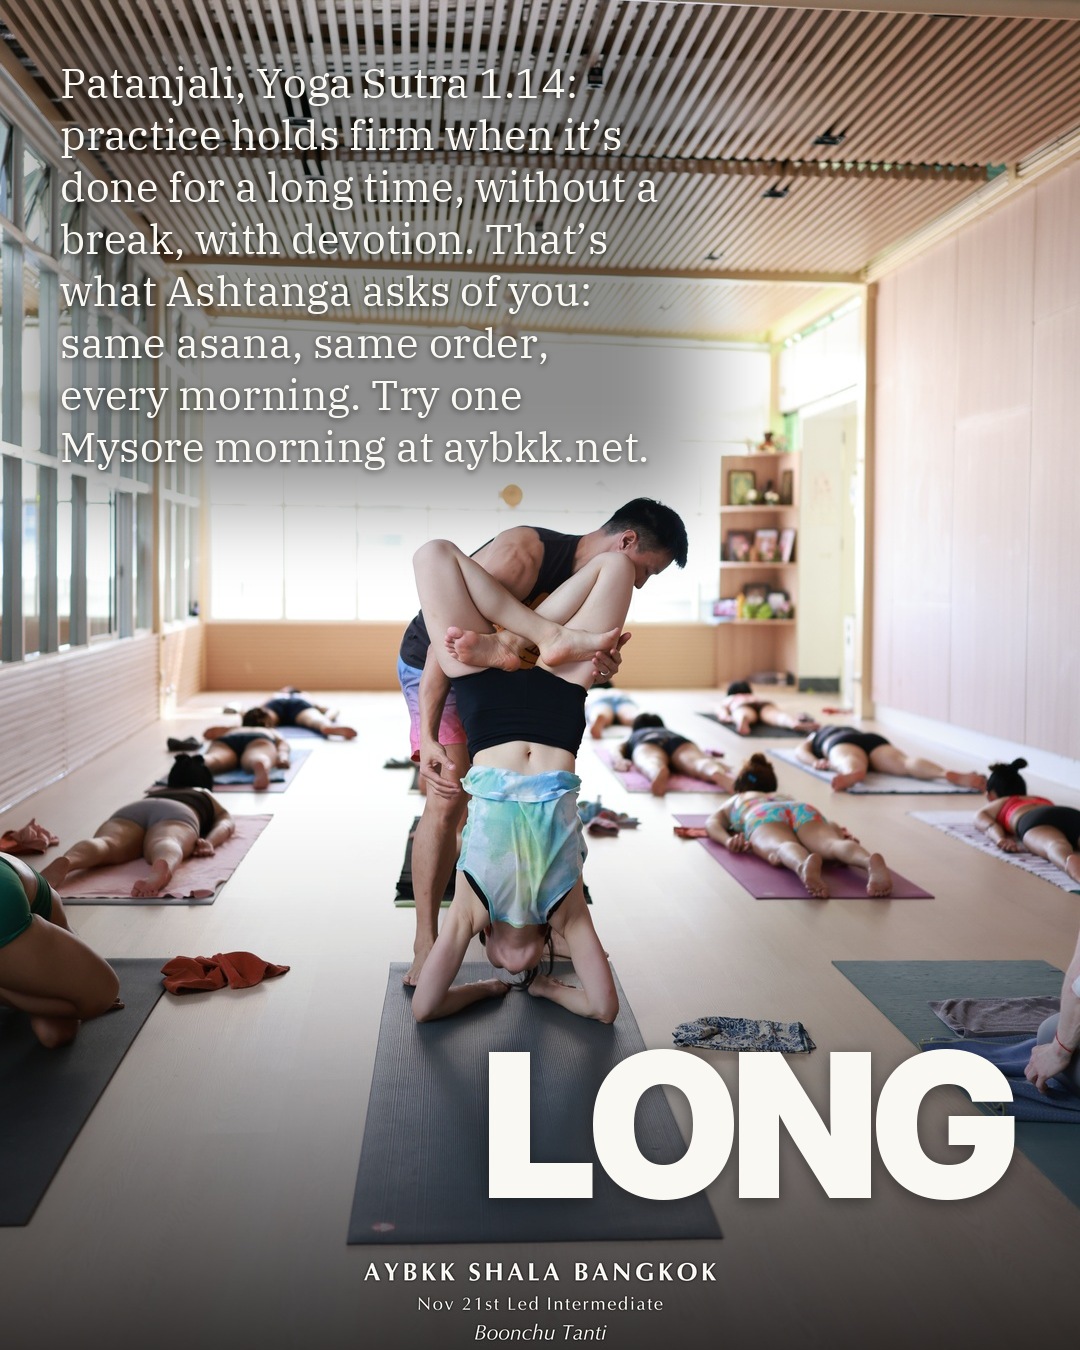 Patanjali, Yoga Sutra 1.14:
practice holds firm when it’s
done for a long time, without a
break, with devotion. That’s
what Ashtanga asks of you:
same asana, same order,
every morning. Try one
Mysore morning at aybkk.net.
LONG
AYBKK SHALA BANGKOK
Nov 21st Led Intermediate
Boonchu Tanti